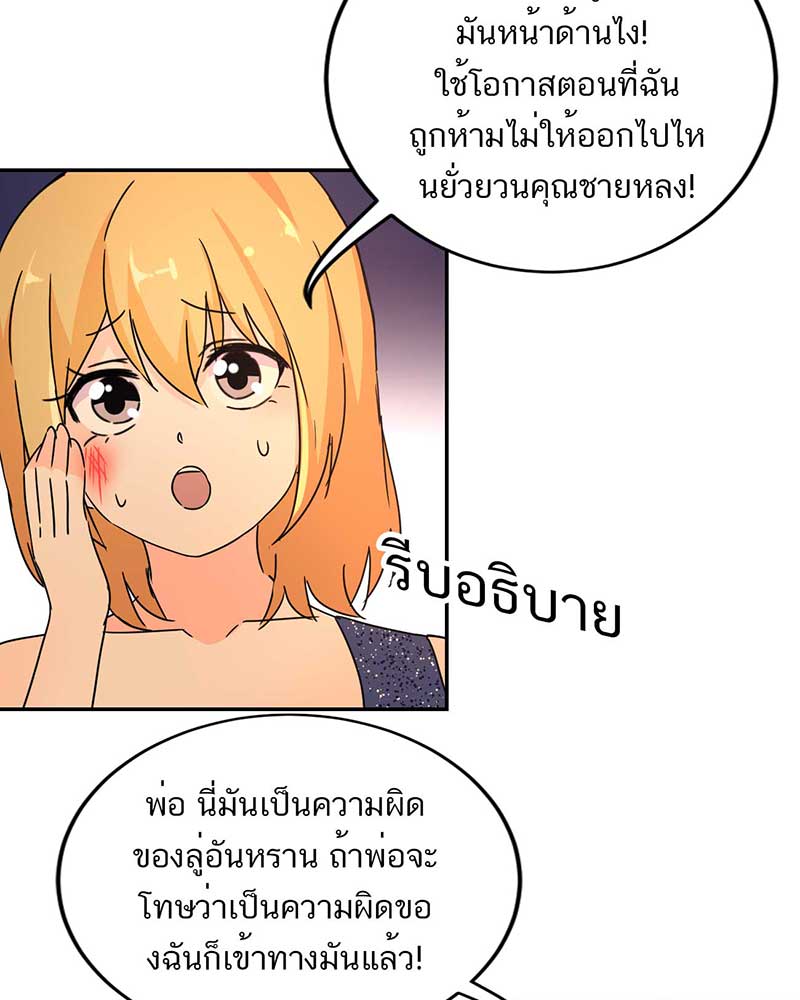 มันหน้าด้านไง!
ใช้โอกาสตอนที่ฉัน
ถูกห้ามไม่ให้ออกไปไห
นยั่วยวนคุณชายหลง!
รีบอธิบาย
พ่อ นี่มันเป็นความผิด
ของลู่อันหราน ถ้าพ่อจะ
โทษว่าเป็นความผิดขอ
งฉันก็เข้าทางมันแล้ว!